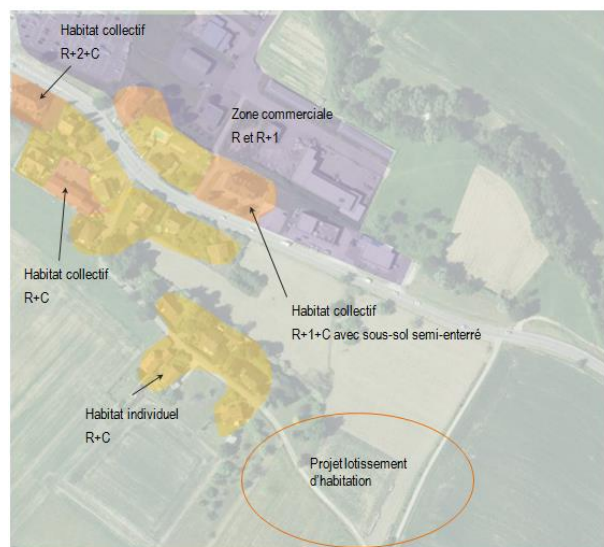 Habitat collectif
R+2+C
Zone commerciale
R et R+1
Habitat collectif
R+C
Habitat collectif
R+1+C avec sous-sol semi-enterré
Habitat individuel
R+C
Projet lotissement
d'habitation